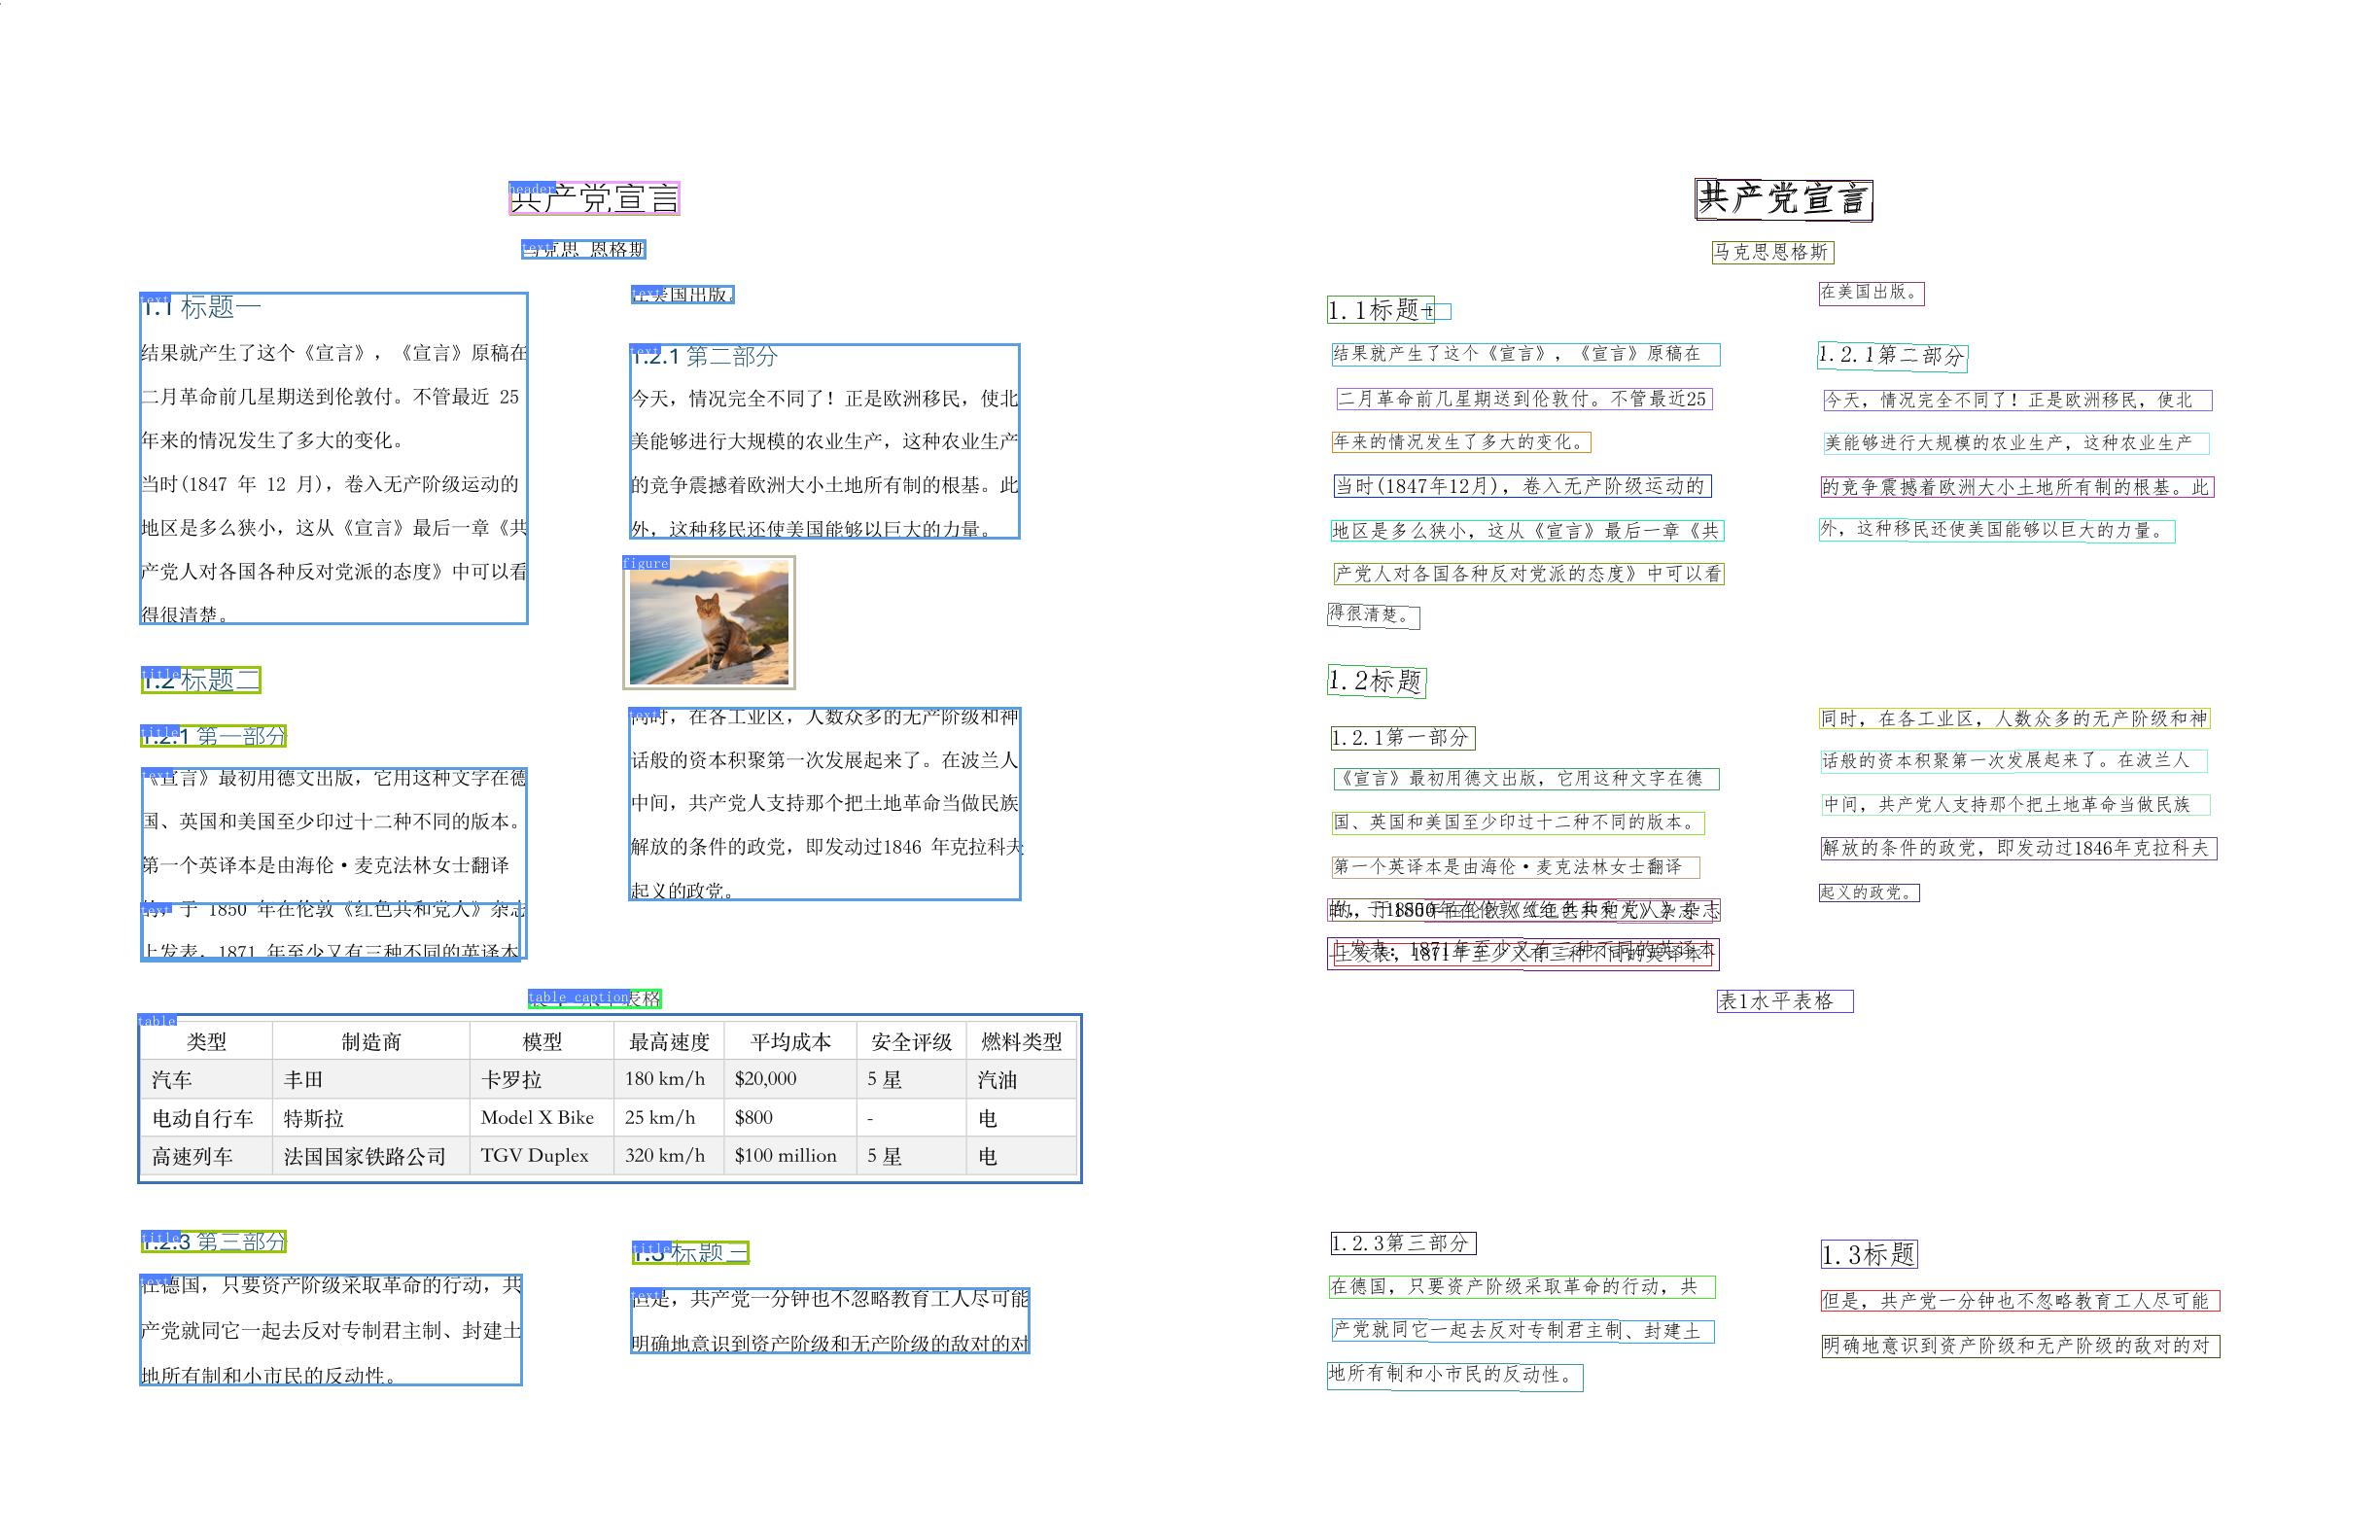 header
共产党宣言
text
马克思 恩格斯
text
1.1 标题一
结果就产生了这个《宣言》，《宣言》原稿在
二月革命前几星期送到伦敦付。不管最近 25
年来的情况发生了多大的变化。
当时(1847 年 12 月)，卷入无产阶级运动的
地区是多么狭小，这从《宣言》最后一章《共
产党人对各国各种反对党派的态度》中可以看
得很清楚。
title
1.2 标题二
title
1.2.1 第一部分
text
《宣言》最初用德文出版，它用这种文字在德
国、英国和美国至少印过十二种不同的版本。
第一个英译本是由海伦·麦克法林女士翻译
text
的，于 1850 年在伦敦《红色共和党人》杂志
上发表，1871 年至少又有三种不同的英译本
text
在美国出版。
text
1.2.1 第二部分
今天，情况完全不同了！正是欧洲移民，使北
美能够进行大规模的农业生产，这种农业生产
的竞争震撼着欧洲大小土地所有制的根基。此
外，这种移民还使美国能够以巨大的力量。
figure
text
同时，在各工业区，人数众多的无产阶级和神
话般的资本积聚第一次发展起来了。在波兰人
中间，共产党人支持那个把土地革命当做民族
解放的条件的政党，即发动过1846 年克拉科夫
起义的政党。
table caption
表格
table
类型 制造商 模型 最高速度 平均成本 安全评级 燃料类型
汽车 丰田 卡罗拉 180 km/h $20,000 5 星 汽油
电动自行车 特斯拉 Model X Bike 25 km/h $800 - 电
高速列车 法国国家铁路公司 TGV Duplex 320 km/h $100 million 5 星 电
title
1.2.3 第三部分
text
在德国，只要资产阶级采取革命的行动，共
产党就同它一起去反对专制君主制、封建土
地所有制和小市民的反动性。
title
1.3 标题三
text
但是，共产党一分钟也不忽略教育工人尽可能
明确地意识到资产阶级和无产阶级的敌对的对
共产党宣言
马克思恩格斯
1.1标题
结果就产生了这个《宣言》，《宣言》原稿在
二月革命前几星期送到伦敦付。不管最近25
年来的情况发生了多大的变化。
当时(1847年12月)，卷入无产阶级运动的
地区是多么狭小，这从《宣言》最后一章《共
产党人对各国各种反对党派的态度》中可以看
得很清楚。
1.2标题
1.2.1第一部分
《宣言》最初用德文出版，它用这种文字在德
国、英国和美国至少印过十二种不同的版本。
第一个英译本是由海伦·麦克法林女士翻译
的，于1850年在伦敦《红色共和党人》杂志
上发表，1871年至少又有三种不同的英译本
在美国出版。
1.2.1第二部分
今天，情况完全不同了！正是欧洲移民，使北
美能够进行大规模的农业生产，这种农业生产
的竞争震撼着欧洲大小土地所有制的根基。此
外，这种移民还使美国能够以巨大的力量。
同时，在各工业区，人数众多的无产阶级和神
话般的资本积聚第一次发展起来了。在波兰人
中间，共产党人支持那个把土地革命当做民族
解放的条件的政党，即发动过1846年克拉科夫
起义的政党。
表1水平表格
1.2.3第三部分
在德国，只要资产阶级采取革命的行动，共
产党就同它一起去反对专制君主制、封建土
地所有制和小市民的反动性。
1.3标题
但是，共产党一分钟也不忽略教育工人尽可能
明确地意识到资产阶级和无产阶级的敌对的对